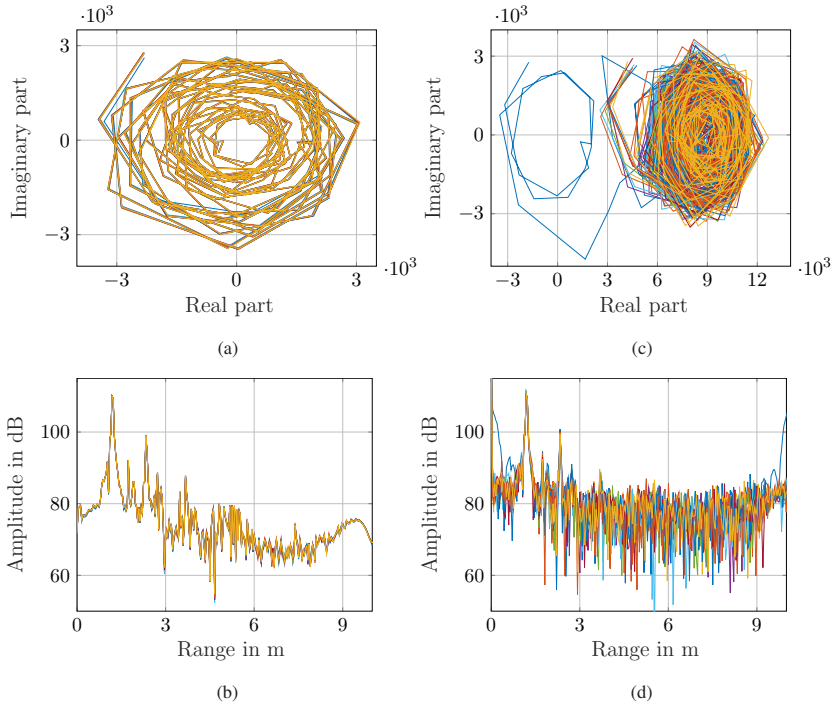 ·10³
3
0
−3
Imaginary part
−3
0
3
·10³
Real part
(a)
·10³
3
0
−3
Imaginary part
−3
0
3
6
9
12
·10³
Real part
(c)
100
80
60
Amplitude in dB
0
3
6
9
Range in m
(b)
100
80
60
Amplitude in dB
0
3
6
9
Range in m
(d)